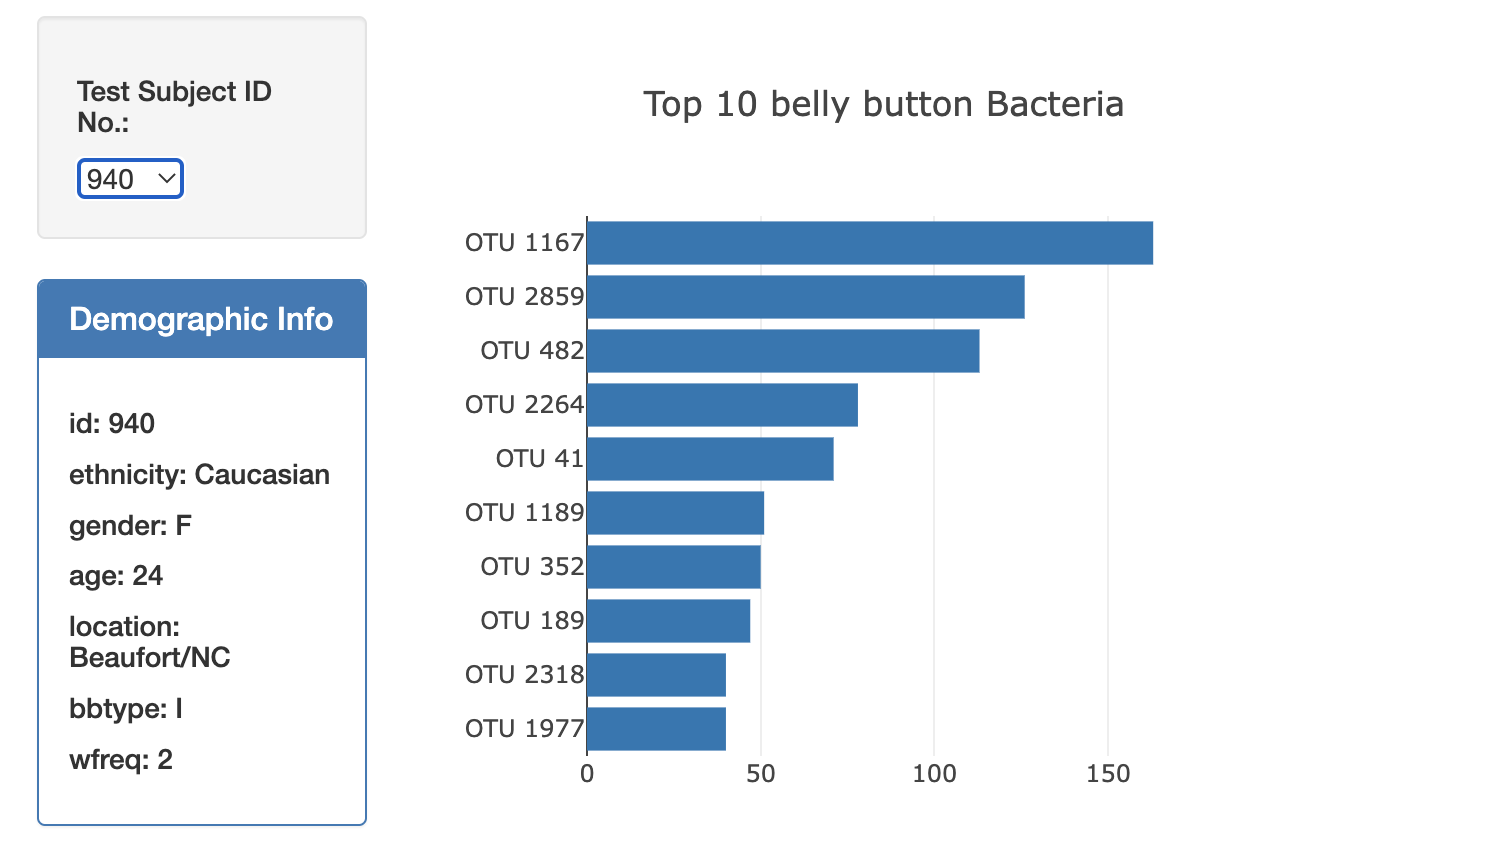 Test Subject ID
No.:
940
Demographic Info
id: 940
ethnicity: Caucasian
gender: F
age: 24
location:
Beaufort/NC
bbtype: I
wfreq: 2
Top 10 belly button Bacteria
OTU 1167
OTU 2859
OTU 482
OTU 2264
OTU 41
OTU 1189
OTU 352
OTU 189
OTU 2318
OTU 1977
0 50 100 150